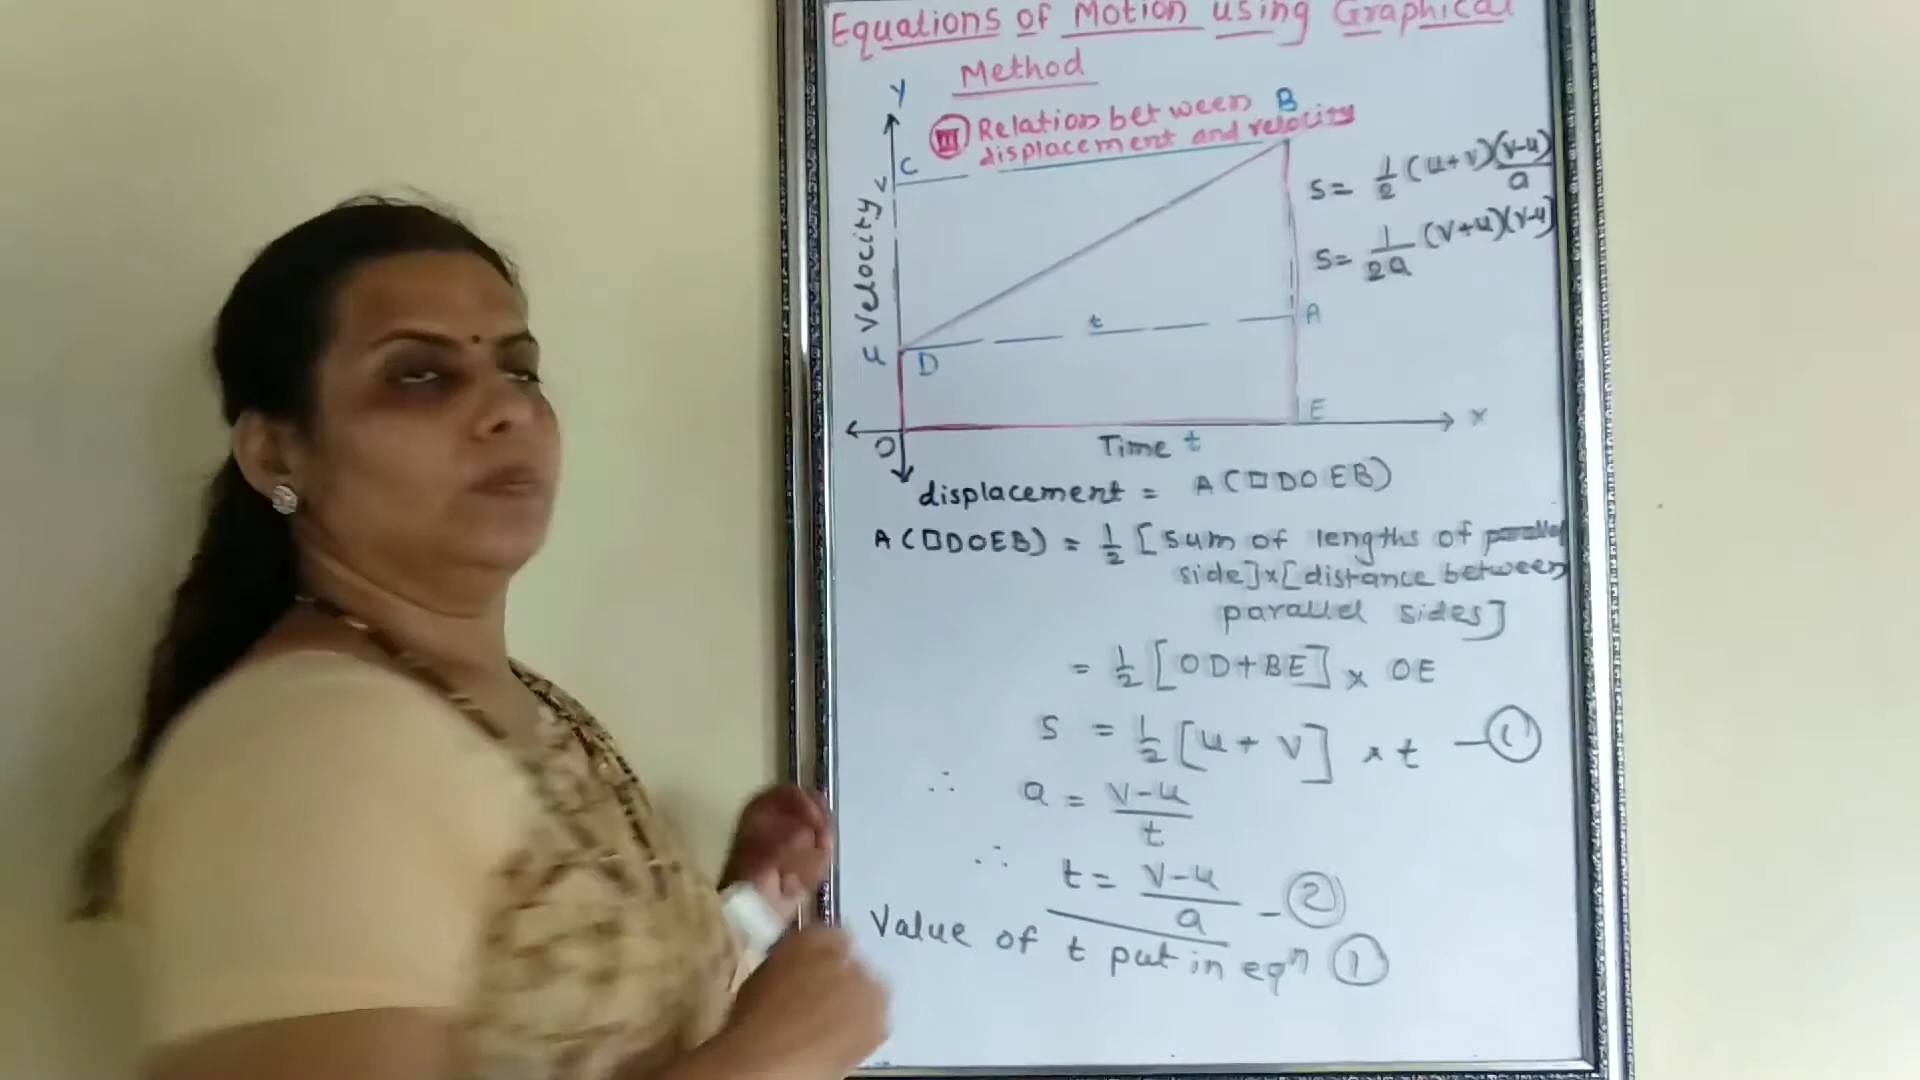 Equations of Motion using Graphical
Method
III Relation between
displacement and velocity
Y
B
C
v
Velocity
u
D
t
A
E
X
O
Time t
S = 1/2 (u+v)(v-u)/a
S = 1/2a (v+u)(v-u)
displacement = A(□DOEB)
A(□DOEB) = 1/2 [sum of lengths of parallel
side]x[distance between
parallel sides]
= 1/2 [OD+BE] x OE
S = 1/2 [u + v] x t — 1
∴ a = v-u/t
∴ t = v-u/a - 2
Value of t put in eqn 1